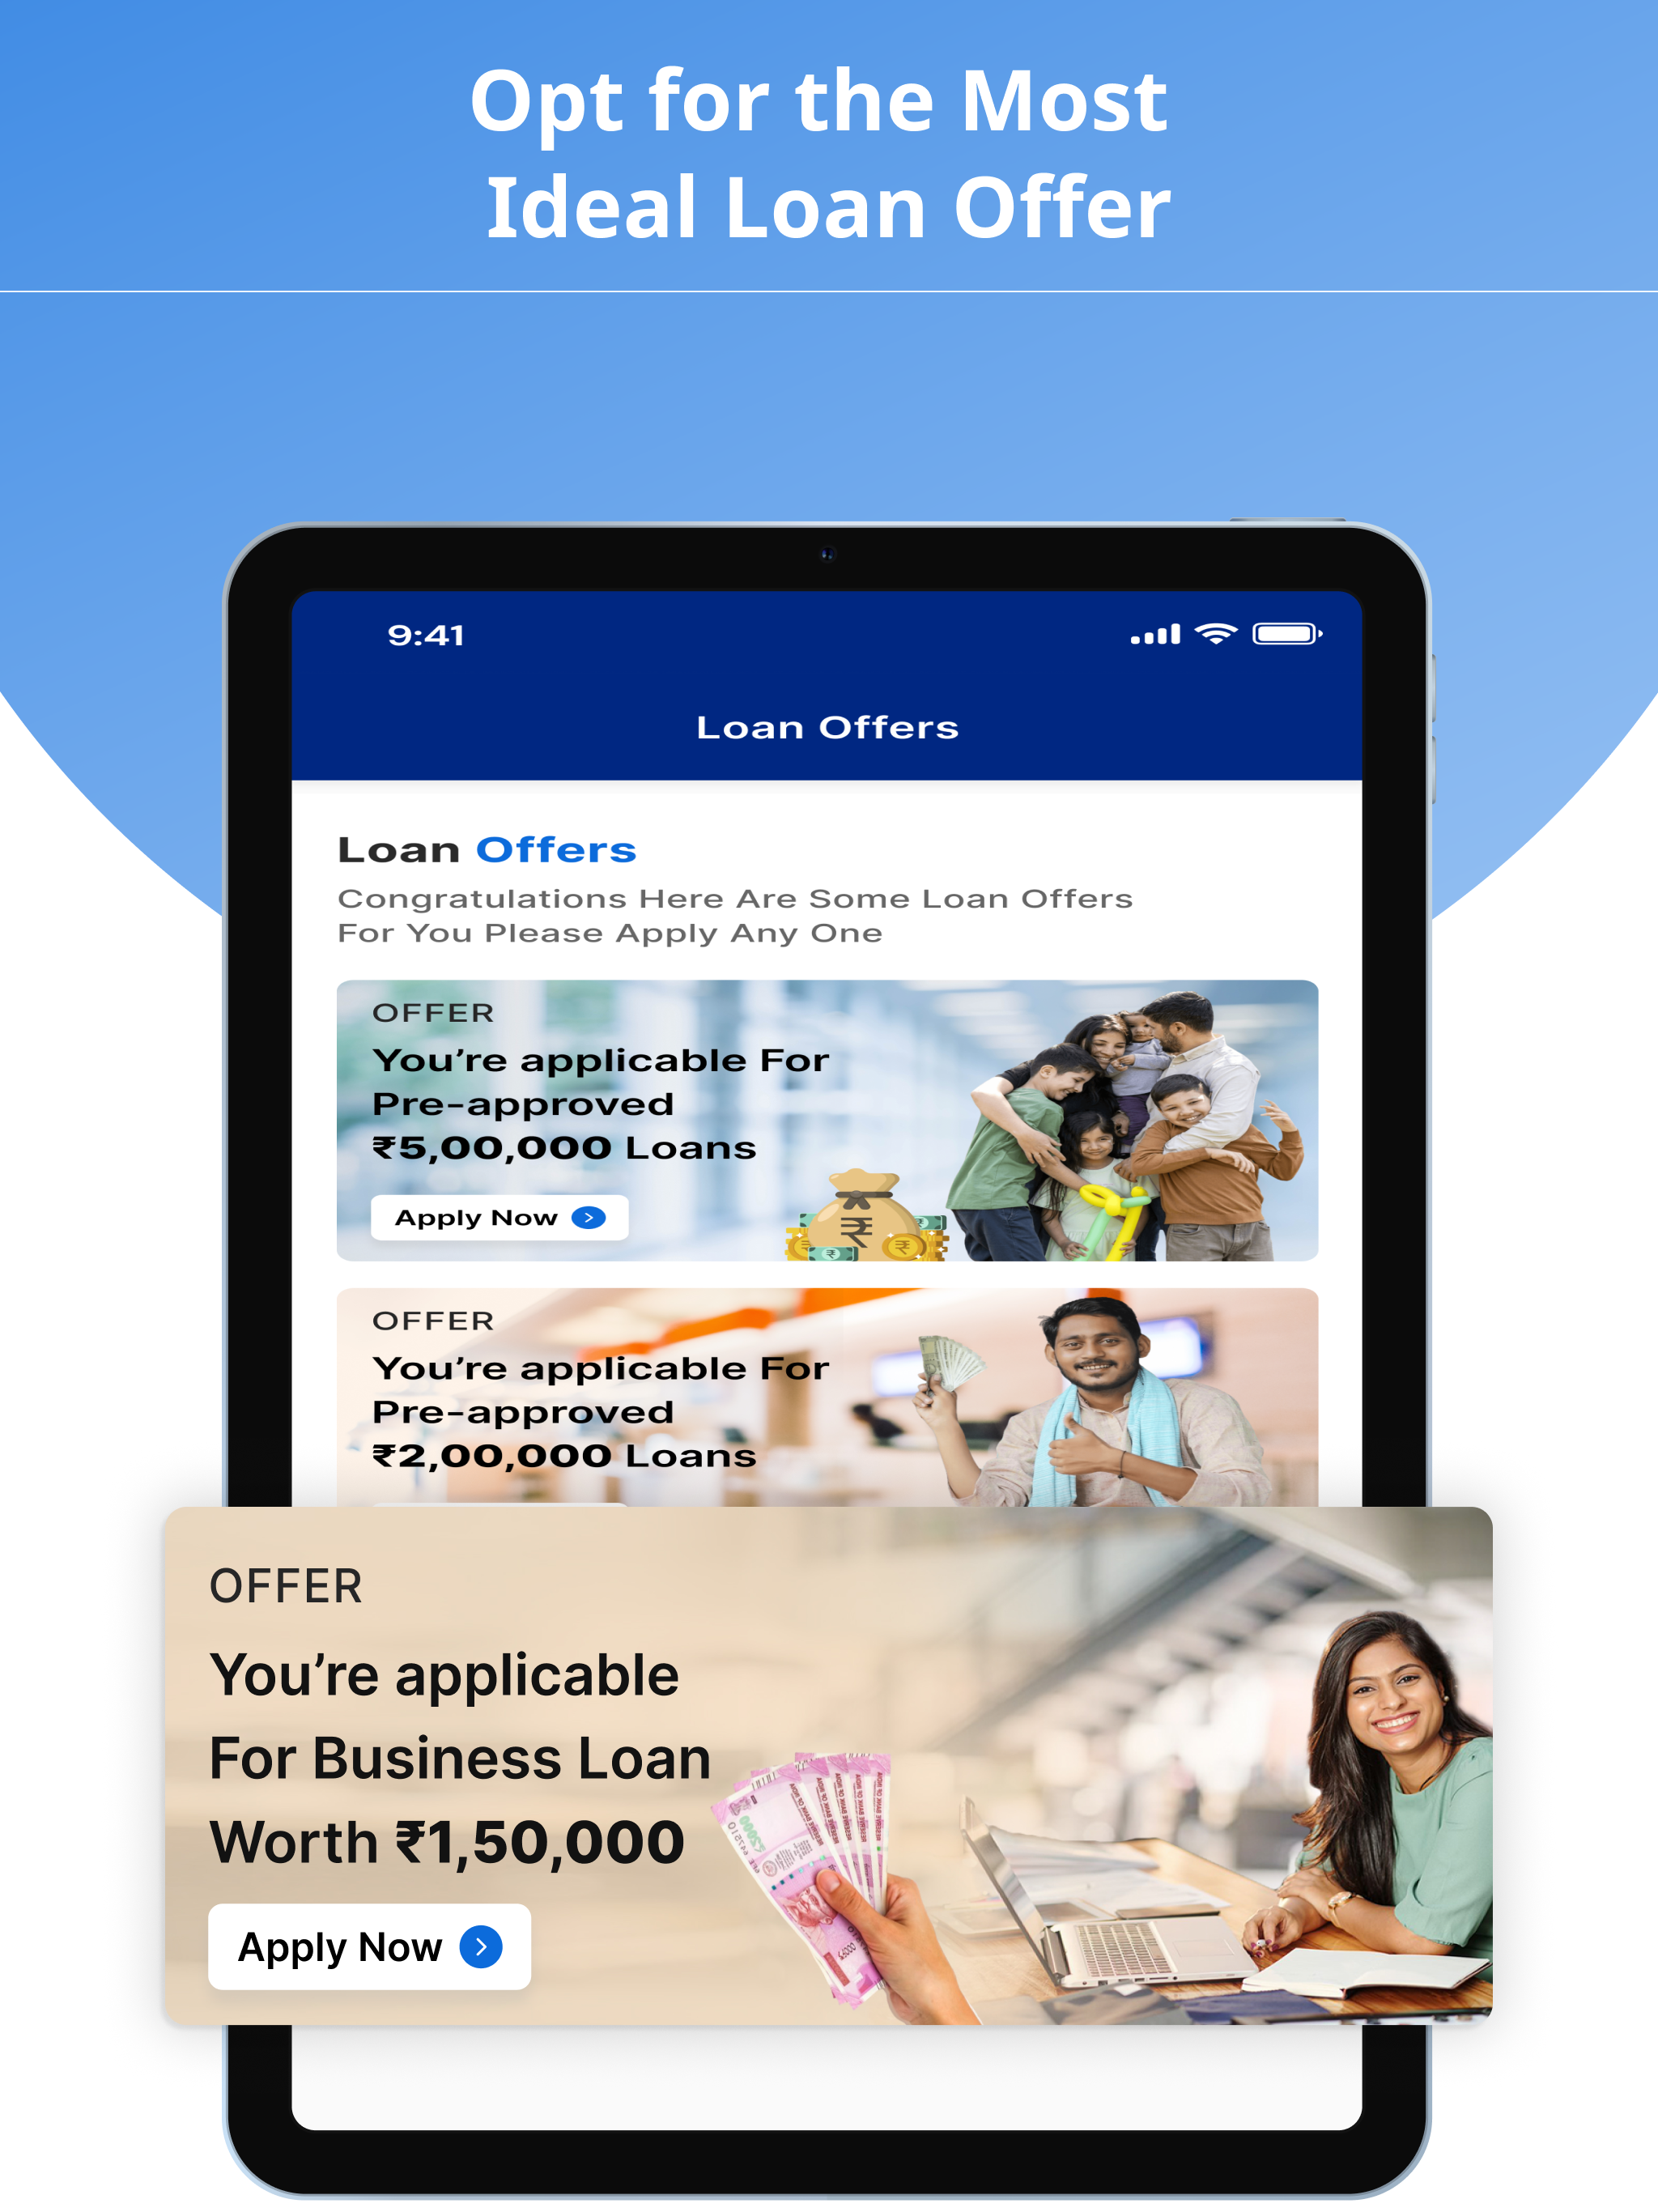 Opt for the Most
Ideal Loan Offer
9:41
Loan Offers
Loan Offers
Congratulations Here Are Some Loan Offers
For You Please Apply Any One
OFFER
You’re applicable For
Pre-approved
₹5,00,000 Loans
Apply Now
OFFER
You’re applicable For
Pre-approved
₹2,00,000 Loans
OFFER
You’re applicable
For Business Loan
Worth ₹1,50,000
Apply Now